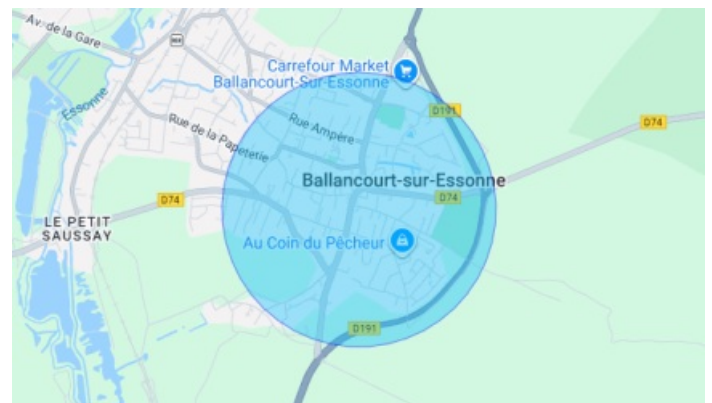 Av. de la Gare
Carrefour Market
Ballancourt-Sur-Essonne
Essonne
D191
Rue Ampère
D74
Rue de la Papeterie
Ballancourt-sur-Essonne
D74
D74
LE PETIT
SAUSSAY
Au Coin du Pêcheur
D191